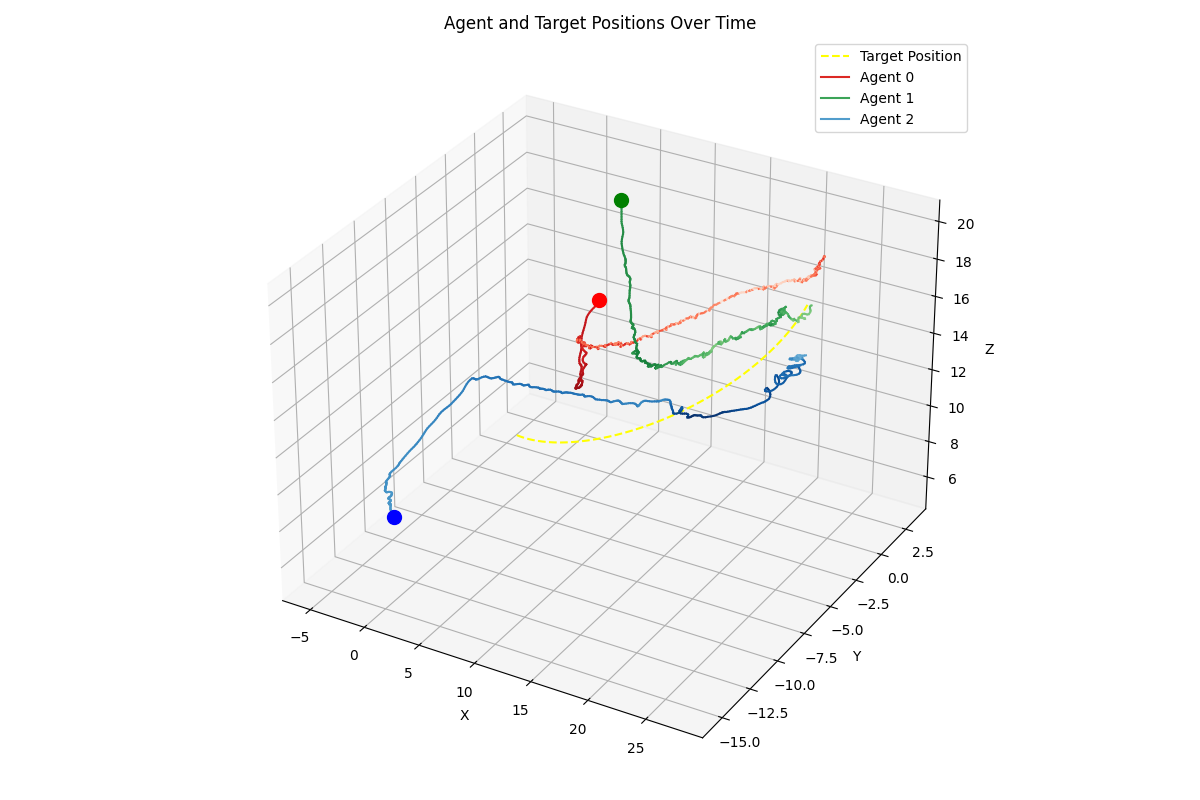 Agent and Target Positions Over Time
Target Position
Agent 0
Agent 1
Agent 2
20
18
16
14
12
10
8
6
Z
2.5
0.0
−2.5
−5.0
−7.5
−10.0
−12.5
−15.0
Y
−5
0
5
10
15
20
25
X